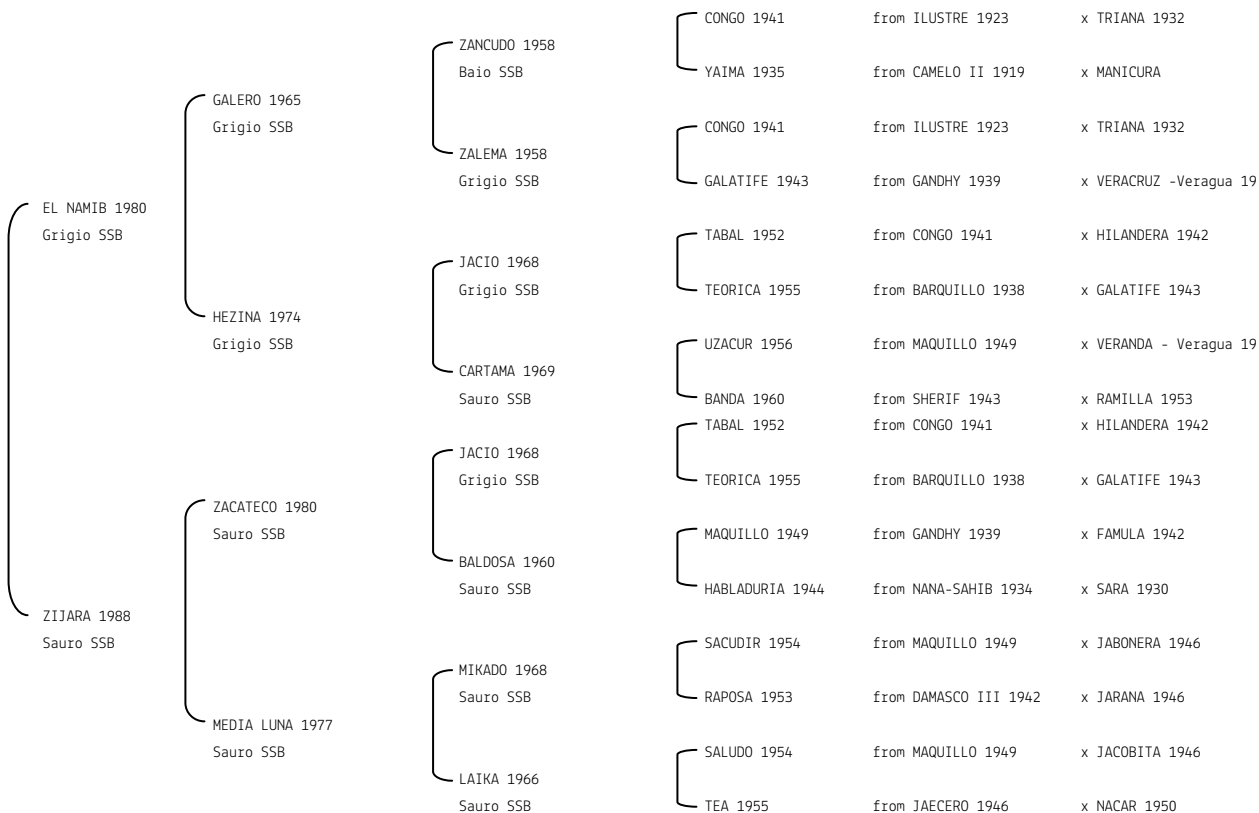 CONGO 1941 from ILUSTRE 1923 x TRIANA 1932
ZANCUDO 1958
Baio SSB YAIMA 1935 from CAMELO II 1919 x MANICURA
GALERO 1965
Grigio SSB CONGO 1941 from ILUSTRE 1923 x TRIANA 1932
ZALEMA 1958
Grigio SSB GALATIFE 1943 from GANDHY 1939 x VERACRUZ -Veragua 19
EL NAMIB 1980
Grigio SSB TABAL 1952 from CONGO 1941 x HILANDERA 1942
JACIO 1968
Grigio SSB TEORICA 1955 from BARQUILLO 1938 x GALATIFE 1943
HEZINA 1974
Grigio SSB UZACUR 1956 from MAQUILLO 1949 x VERANDA - Veragua 19
CARTAMA 1969
Sauro SSB BANDA 1960 from SHERIF 1943 x RAMILLA 1953
TABAL 1952 from CONGO 1941 x HILANDERA 1942
JACIO 1968
Grigio SSB TEORICA 1955 from BARQUILLO 1938 x GALATIFE 1943
ZACATECO 1980
Sauro SSB MAQUILLO 1949 from GANDHY 1939 x FAMULA 1942
BALDOSA 1960
Sauro SSB HABLADURIA 1944 from NANA-SAHIB 1934 x SARA 1930
ZIJARA 1988
Sauro SSB SACUDIR 1954 from MAQUILLO 1949 x JABONERA 1946
MIKADO 1968
Sauro SSB RAPOSA 1953 from DAMASCO III 1942 x JARANA 1946
MEDIA LUNA 1977
Sauro SSB SALUDO 1954 from MAQUILLO 1949 x JACOBITA 1946
LAIKA 1966
Sauro SSB TEA 1955 from JAECERO 1946 x NACAR 1950